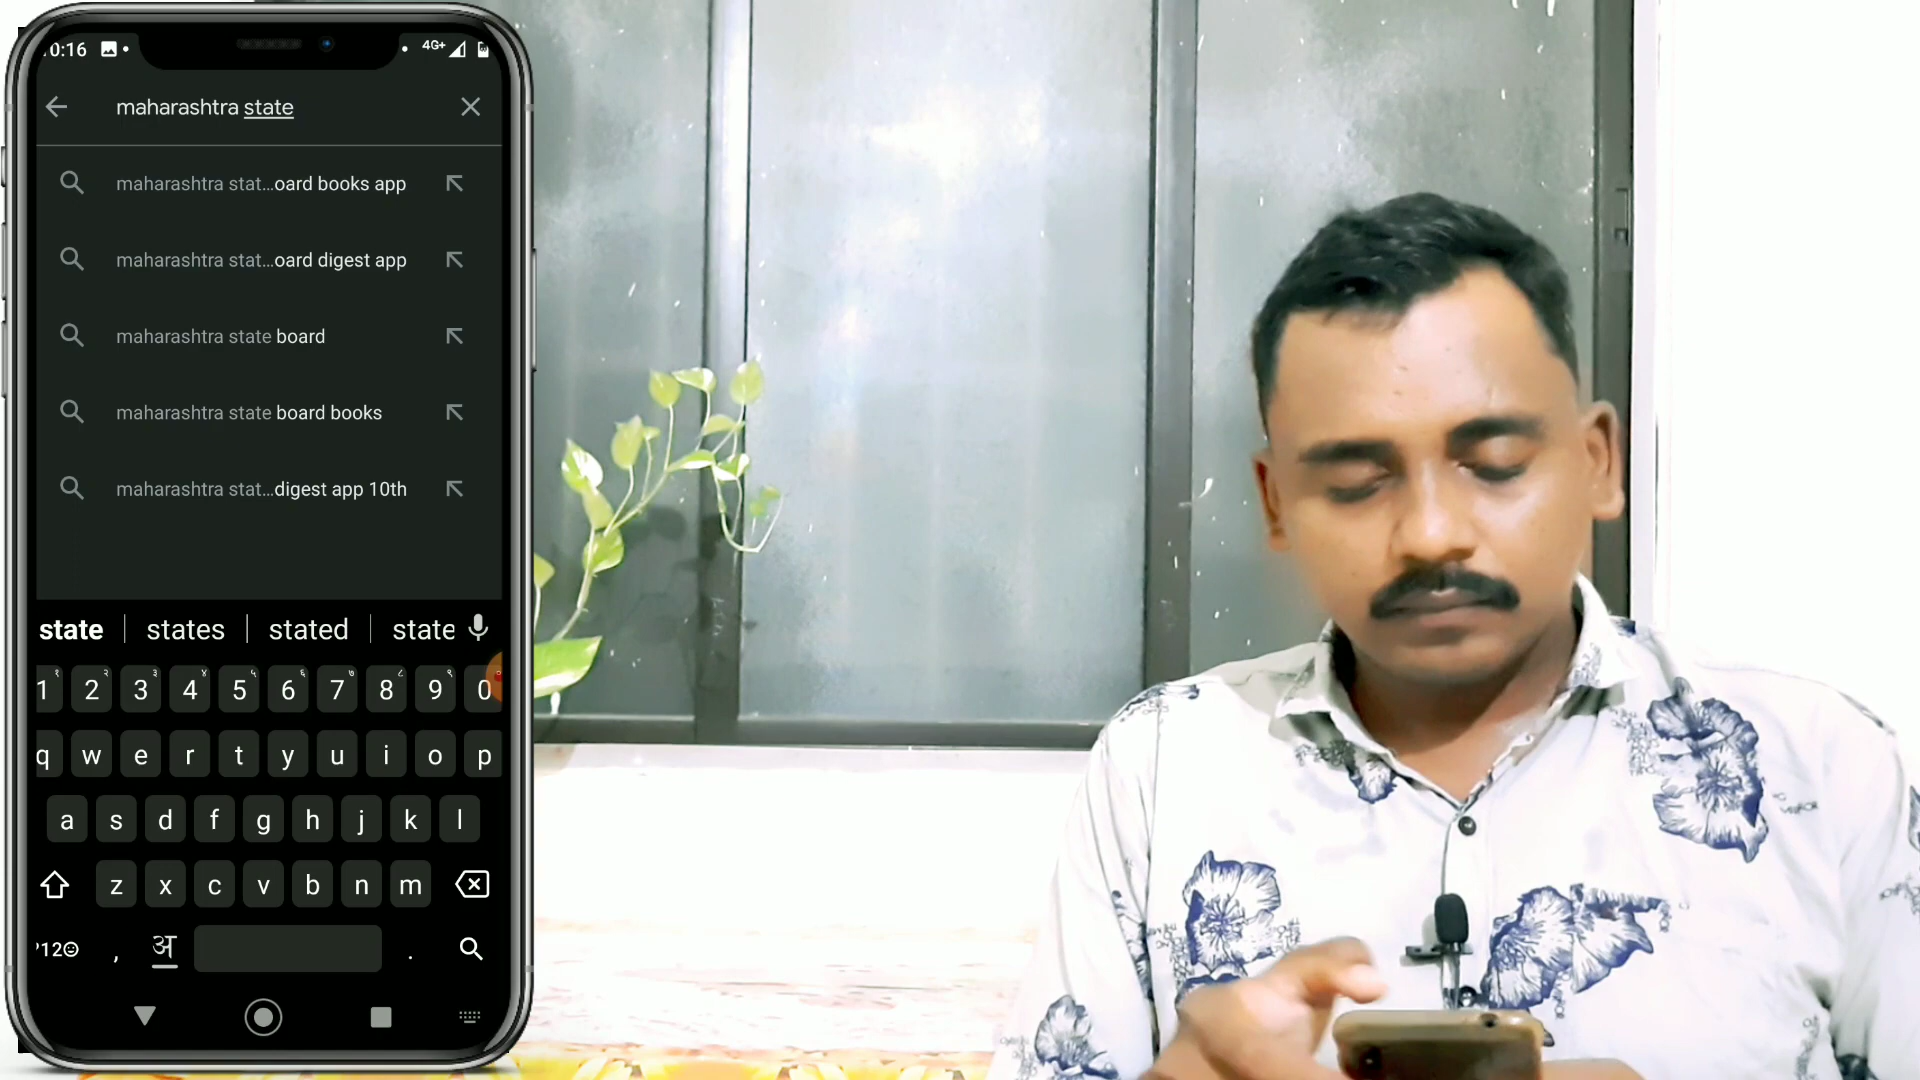 0:16 4G+
maharashtra state
maharashtra stat...oard books app
maharashtra stat...oard digest app
maharashtra state board
maharashtra state board books
maharashtra stat...digest app 10th
state states stated state
1 2 3 4 5 6 7 8 9 0
q w e r t y u i o p
a s d f g h j k l
z x c v b n m
?12 , अ .